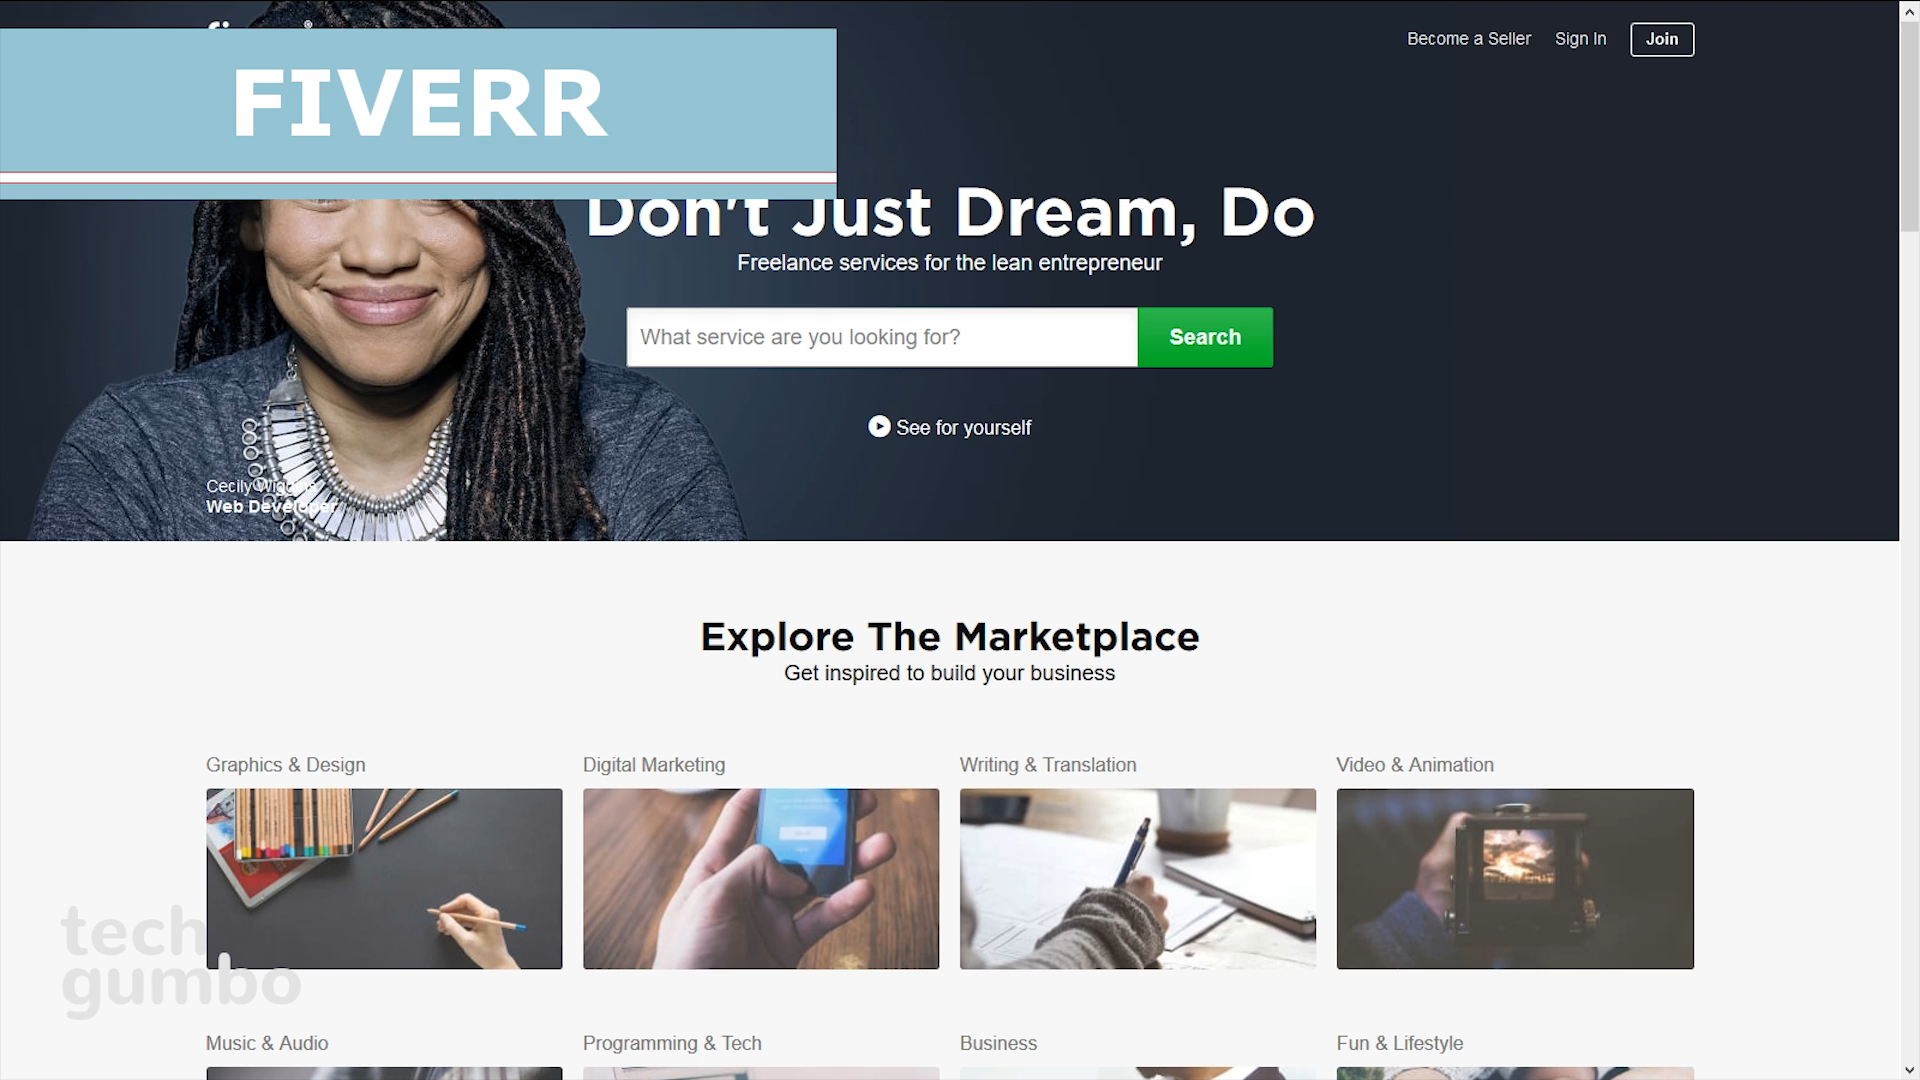 Become a Seller Sign In Join
FIVERR
Don't Just Dream, Do
Freelance services for the lean entrepreneur
What service are you looking for? Search
See for yourself
Cecily
Web Developer
Explore The Marketplace
Get inspired to build your business
Graphics & Design Digital Marketing Writing & Translation Video & Animation
tech
gumbo
Music & Audio Programming & Tech Business Fun & Lifestyle